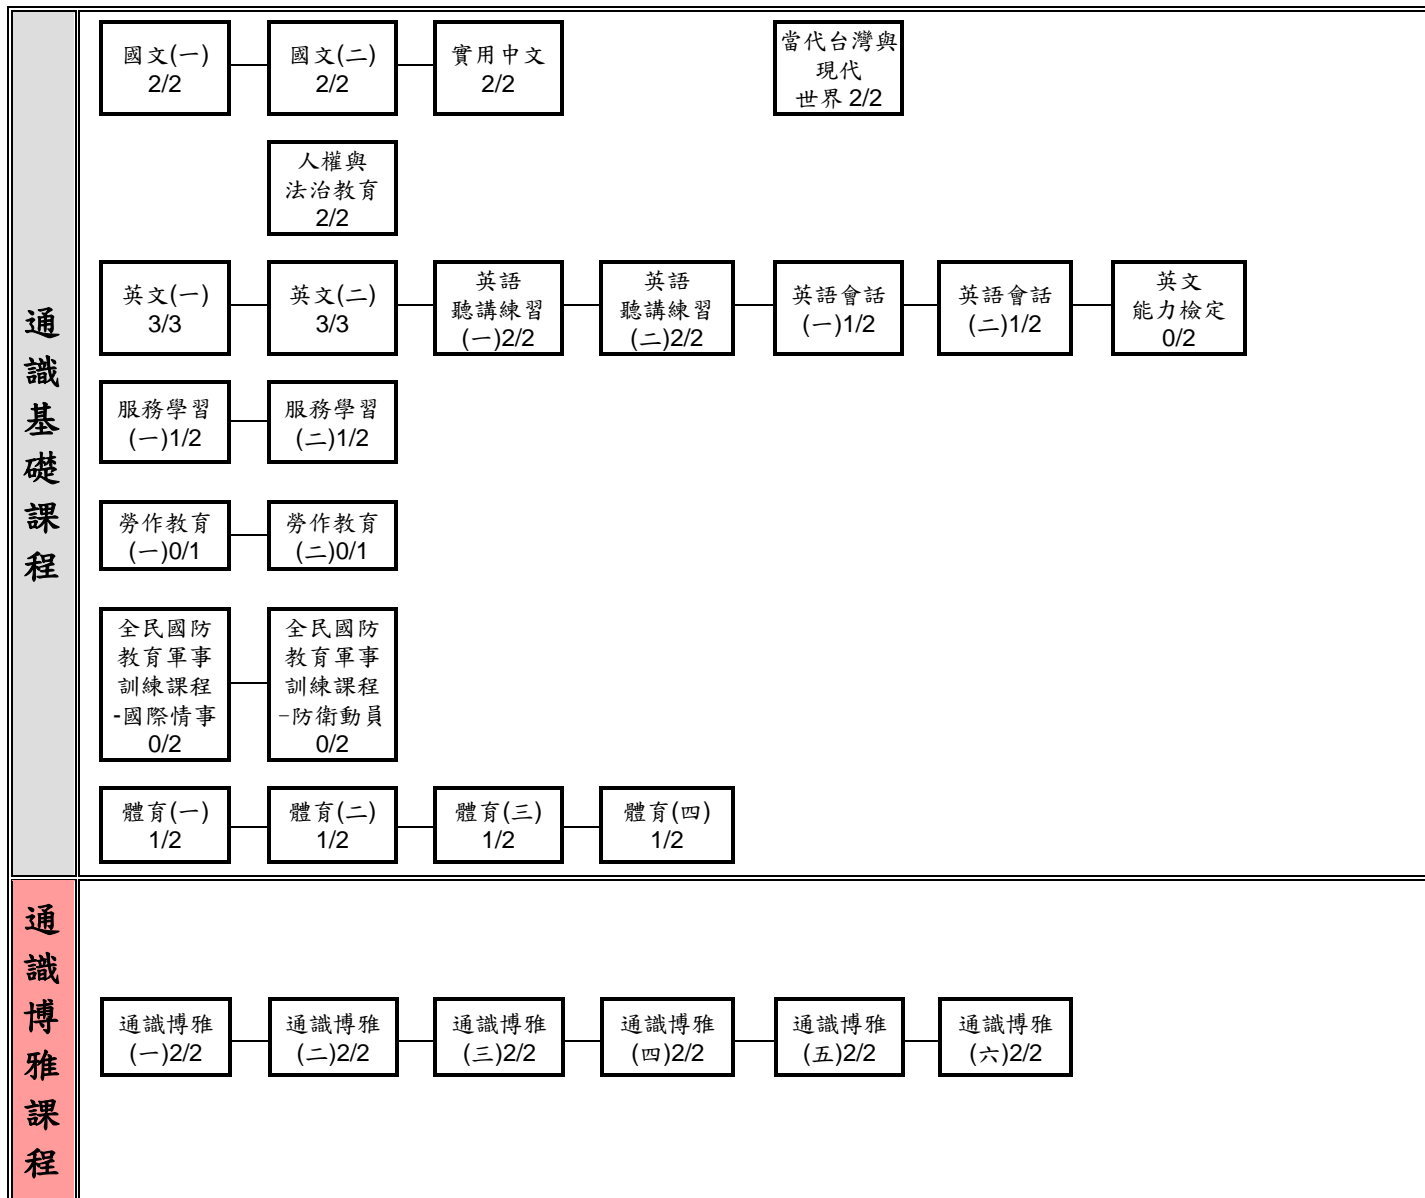 通識基礎課程
國文(一)
2/2
國文(二)
2/2
實用中文
2/2
當代台灣與
現代
世界 2/2
人權與
法治教育
2/2
英文(一)
3/3
英文(二)
3/3
英語
聽講練習
(一)2/2
英語
聽講練習
(二)2/2
英語會話
(一)1/2
英語會話
(二)1/2
英文
能力檢定
0/2
服務學習
(一)1/2
服務學習
(二)1/2
勞作教育
(一)0/1
勞作教育
(二)0/1
全民國防
教育軍事
訓練課程
-國際情事
0/2
全民國防
教育軍事
訓練課程
-防衛動員
0/2
體育(一)
1/2
體育(二)
1/2
體育(三)
1/2
體育(四)
1/2
通識博雅課程
通識博雅
(一)2/2
通識博雅
(二)2/2
通識博雅
(三)2/2
通識博雅
(四)2/2
通識博雅
(五)2/2
通識博雅
(六)2/2